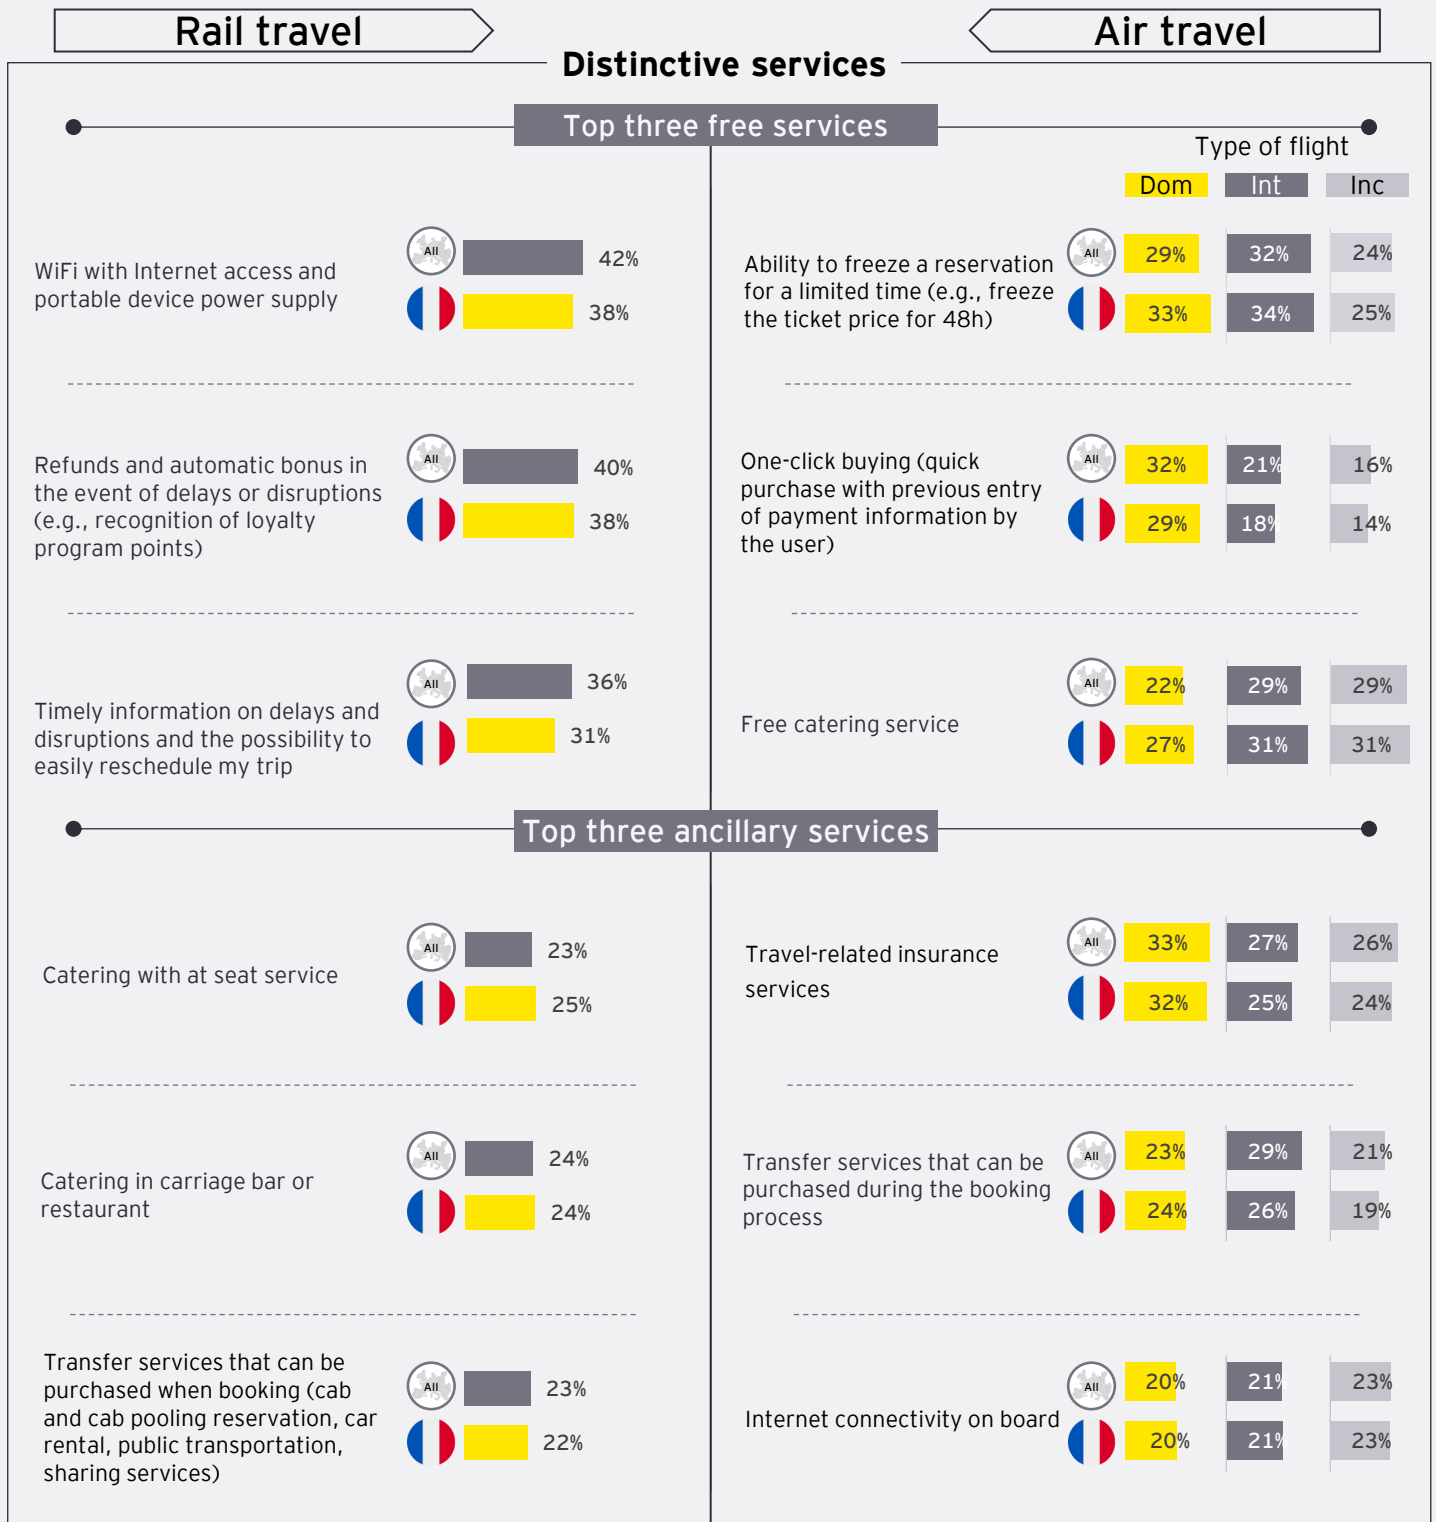 Rail travel
Air travel
Distinctive services
Top three free services
Type of flight
Dom Int Inc
WiFi with Internet access and
portable device power supply
All 42%
38%
Ability to freeze a reservation
for a limited time (e.g., freeze
the ticket price for 48h)
All 29% 32% 24%
33% 34% 25%
Refunds and automatic bonus in
the event of delays or disruptions
(e.g., recognition of loyalty
program points)
All 40%
38%
One-click buying (quick
purchase with previous entry
of payment information by
the user)
All 32% 21% 16%
29% 18% 14%
Timely information on delays and
disruptions and the possibility to
easily reschedule my trip
All 36%
31%
Free catering service
All 22% 29% 29%
27% 31% 31%
Top three ancillary services
Catering with at seat service
All 23%
25%
Travel-related insurance
services
All 33% 27% 26%
32% 25% 24%
Catering in carriage bar or
restaurant
All 24%
24%
Transfer services that can be
purchased during the booking
process
All 23% 29% 21%
24% 26% 19%
Transfer services that can be
purchased when booking (cab
and cab pooling reservation, car
rental, public transportation,
sharing services)
All 23%
22%
Internet connectivity on board
All 20% 21% 23%
20% 21% 23%